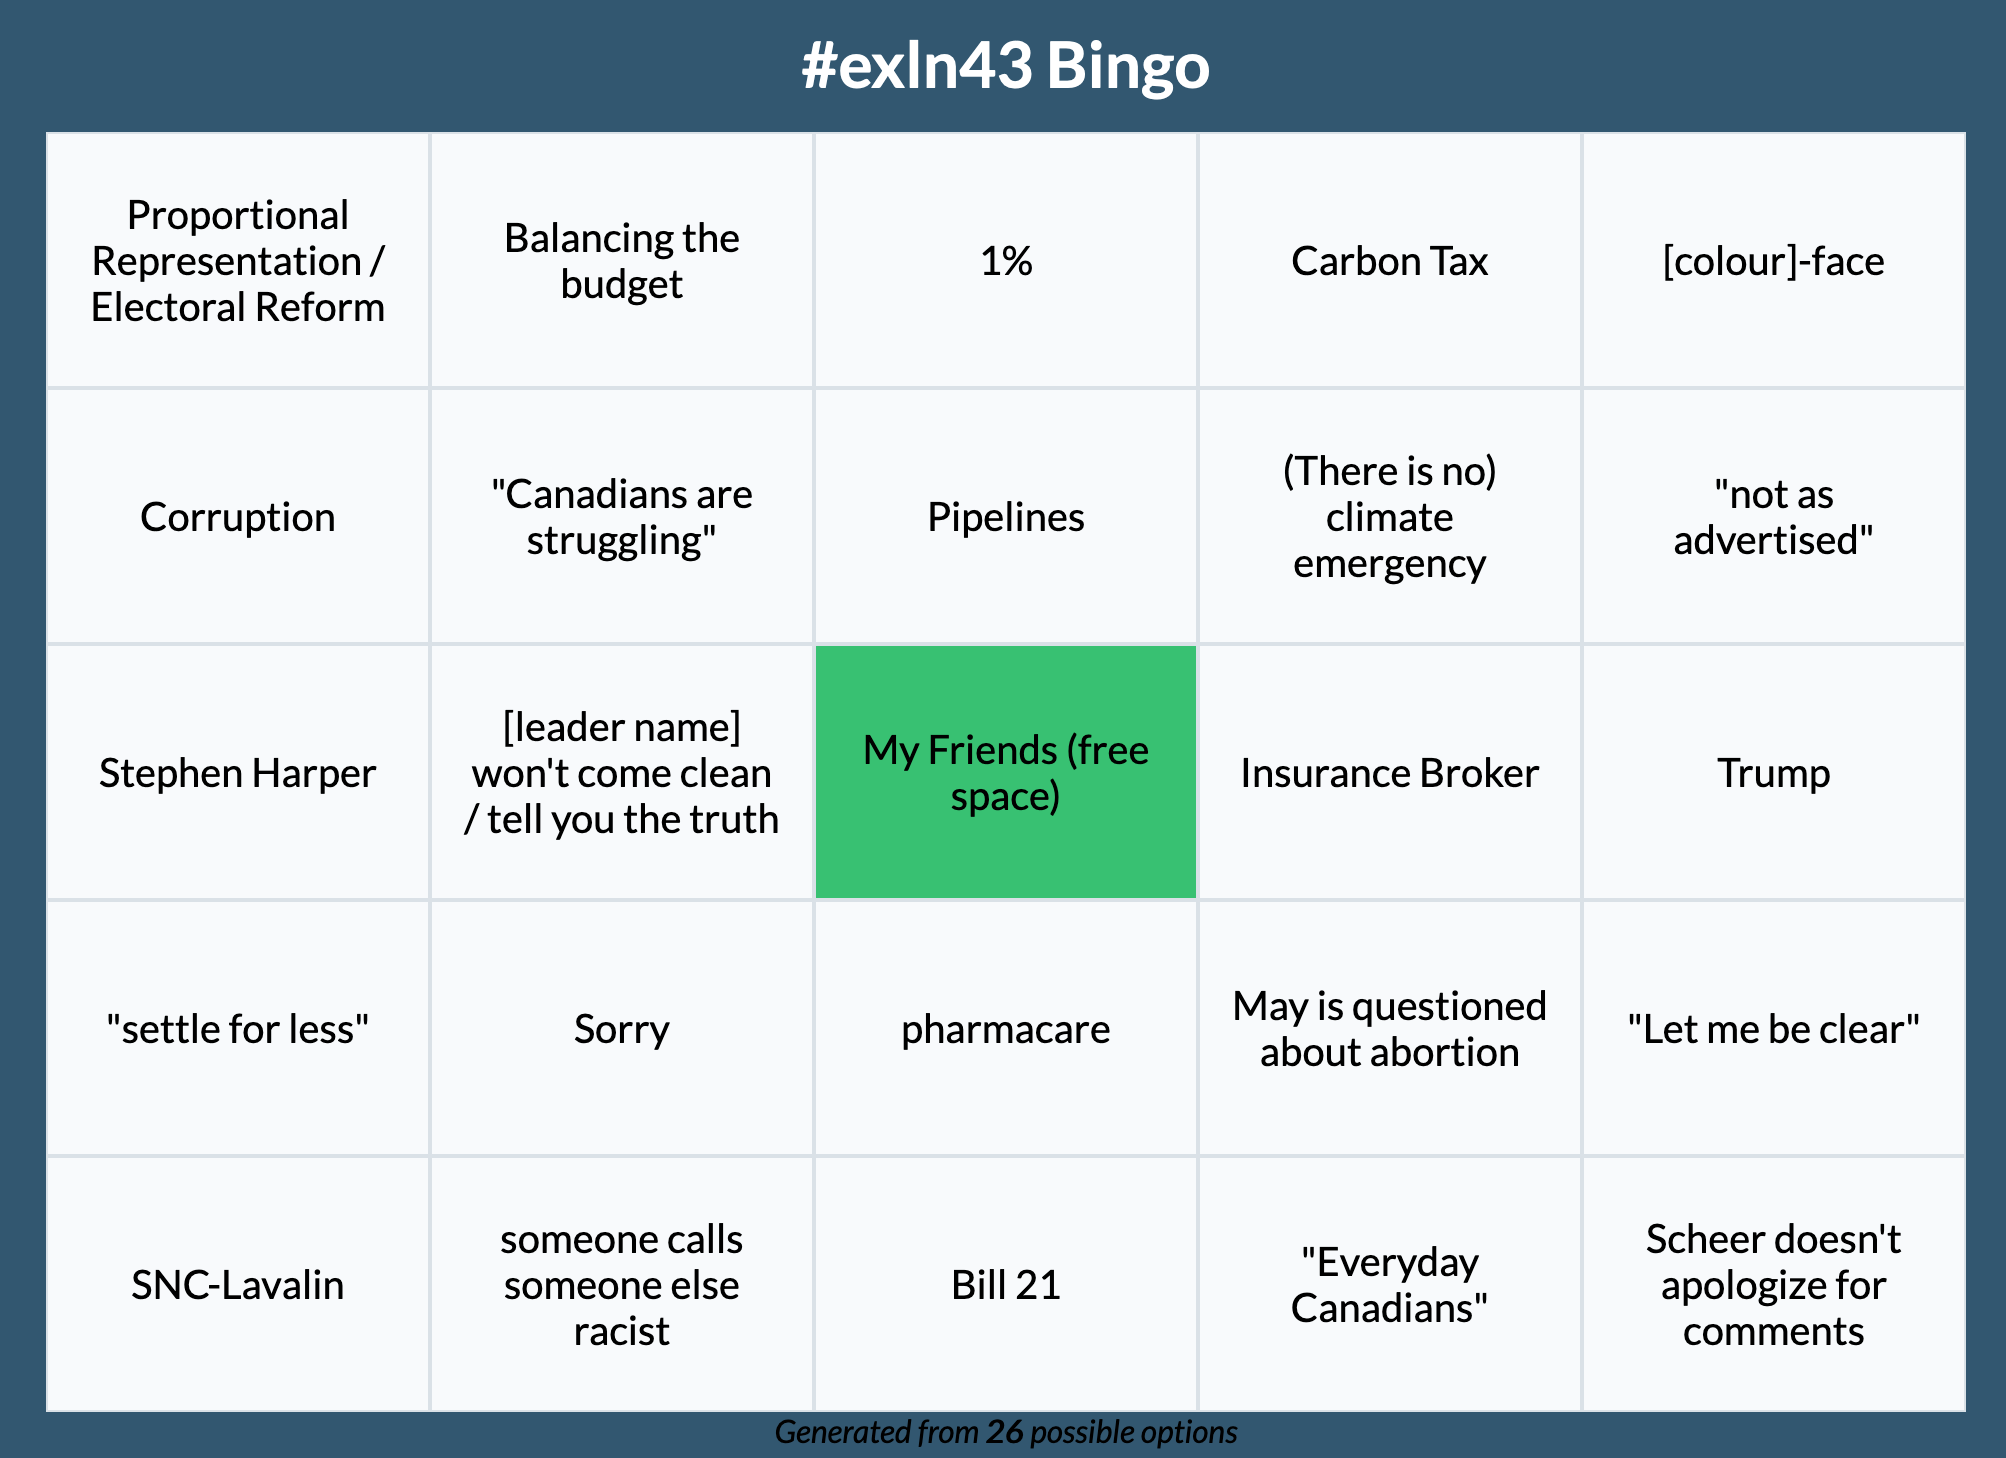 #exln43 Bingo
Proportional
Representation /
Electoral Reform
Balancing the
budget
1%
Carbon Tax
[colour]-face
Corruption
"Canadians are
struggling"
Pipelines
(There is no)
climate
emergency
"not as
advertised"
Stephen Harper
[leader name]
won't come clean
/ tell you the truth
My Friends (free
space)
Insurance Broker
Trump
"settle for less"
Sorry
pharmacare
May is questioned
about abortion
"Let me be clear"
SNC-Lavalin
someone calls
someone else
racist
Bill 21
"Everyday
Canadians"
Scheer doesn't
apologize for
comments
Generated from 26 possible options